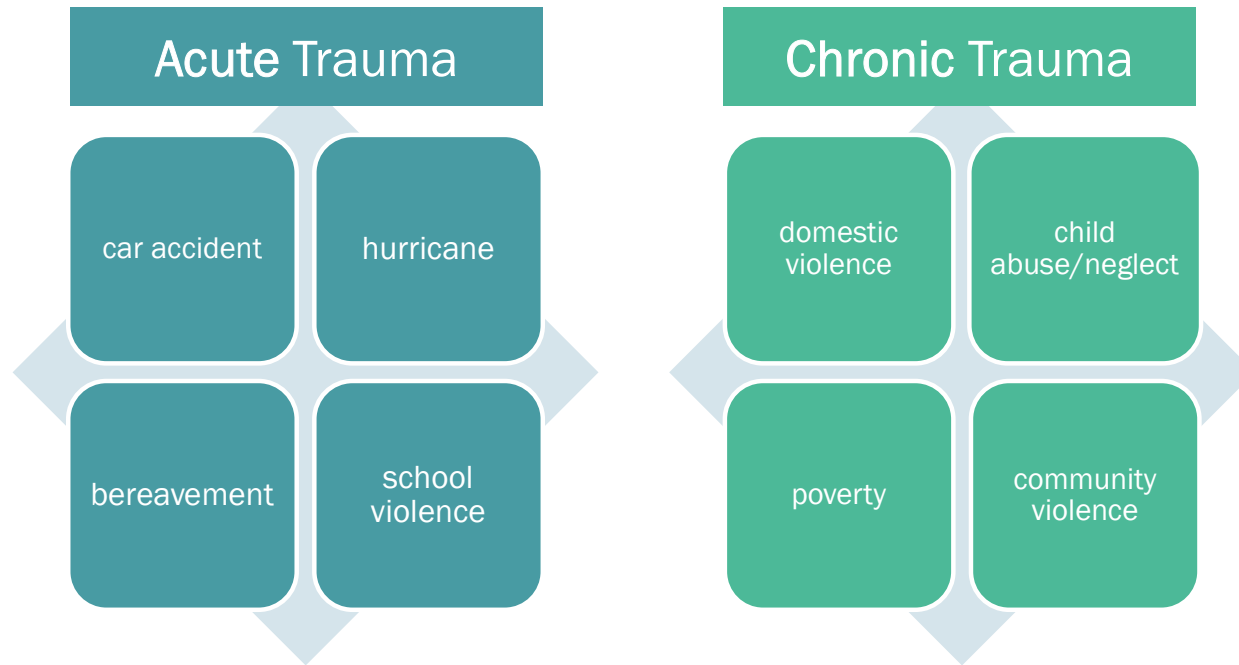 Acute Trauma
car accident
hurricane
bereavement
school
violence
Chronic Trauma
domestic
violence
child
abuse/neglect
poverty
community
violence